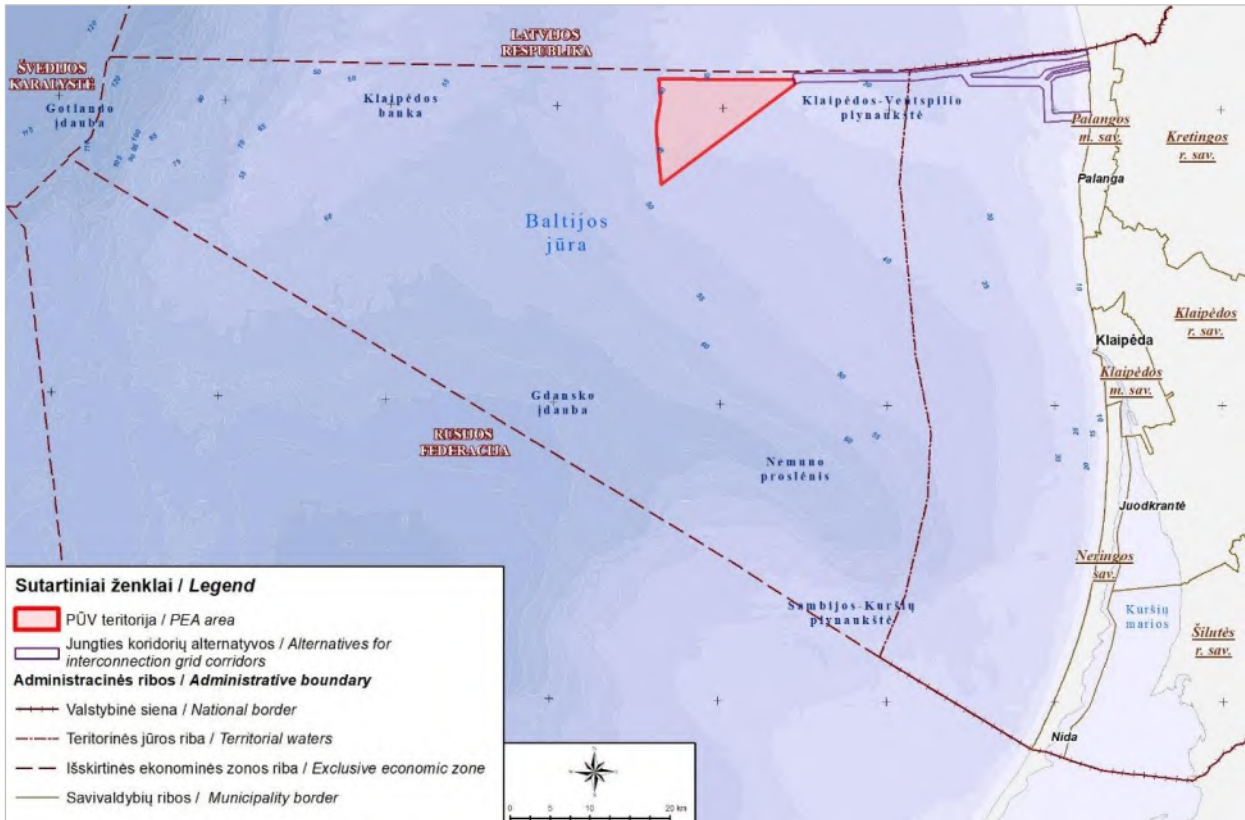 LATVIJOS
RESPUBLIKA
ŠVEDIJOS
KARALYSTĖ
Gotlando
įdauba
Klaipėdos
banka
Klaipėdos-Ventspilio
plynaukštė
Palangos
m. sav.
Kretingos
r. sav.
Palanga
Baltijos
jūra
Klaipėdos
r. sav.
Klaipėda
Klaipėdos
m. sav.
Gdansko
įdauba
RUSIJOS
FEDERACIJA
Nemuno
proslėnis
Juodkrantė
Neringos
sav.
Sambijos-Kuršių
plynaukštė
Kuršių
marios
Šilutės
r. sav.
Nida
Sutartiniai ženklai / Legend
PŪV teritorija / PEA area
Jungties koridorių alternatyvos / Alternatives for
interconnection grid corridors
Administracinės ribos / Administrative boundary
Valstybinė siena / National border
Teritorinės jūros riba / Territorial waters
Išskirtinės ekonominės zonos riba / Exclusive economic zone
Savivaldybių ribos / Municipality border
0 5 10 20 km